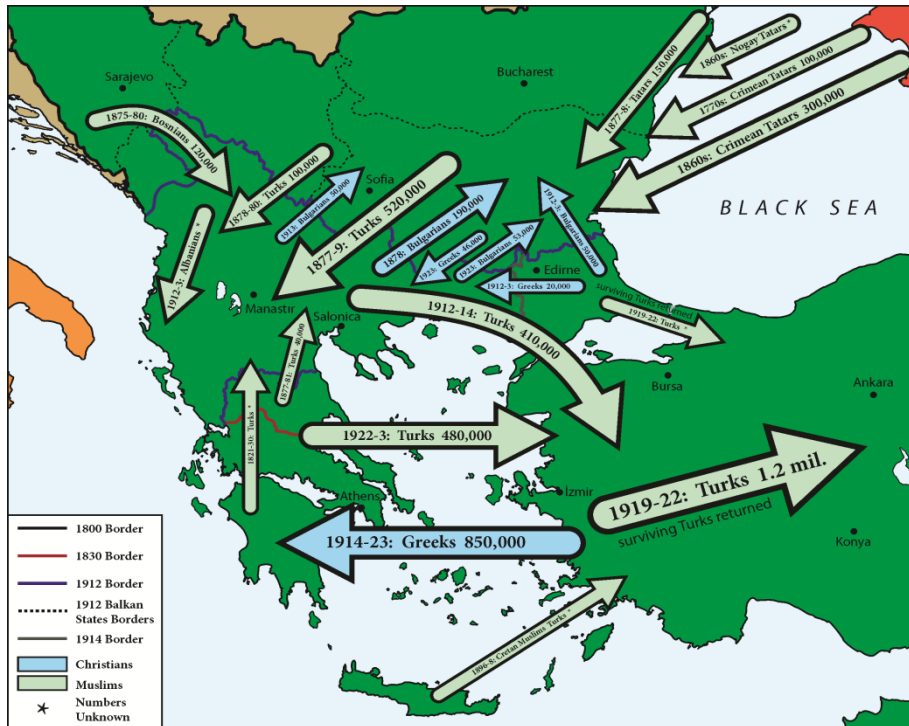 1860s: Nogay Tatars *
1770s: Crimean Tatars 100,000
1860s: Crimean Tatars 300,000
1877-8: Tatars 150,000
Bucharest
Sarajevo
1875-80: Bosnians 120,000
1878-80: Turks 100,000
1913: Bulgarians 50,000
Sofia
1877-9: Turks 520,000
1878: Bulgarians 190,000
1923: Greeks 46,000
1923: Bulgarians 53,000
1912-3: Bulgarians 50,000
BLACK SEA
Edirne
1912-3: Greeks 20,000
1912-3: Albanians *
Manastır
Salonica
1912-14: Turks 410,000
surviving Turks returned
1919-22: Turks *
Bursa
Ankara
1877-81: Turks 40,000
1821-30: Turks *
1922-3: Turks 480,000
1919-22: Turks 1.2 mil.
surviving Turks returned
Athens
İzmir
Konya
1914-23: Greeks 850,000
1896-8: Cretan Muslims Turks *
1800 Border
1830 Border
1912 Border
1912 Balkan
States Borders
1914 Border
Christians
Muslims
* Numbers
Unknown